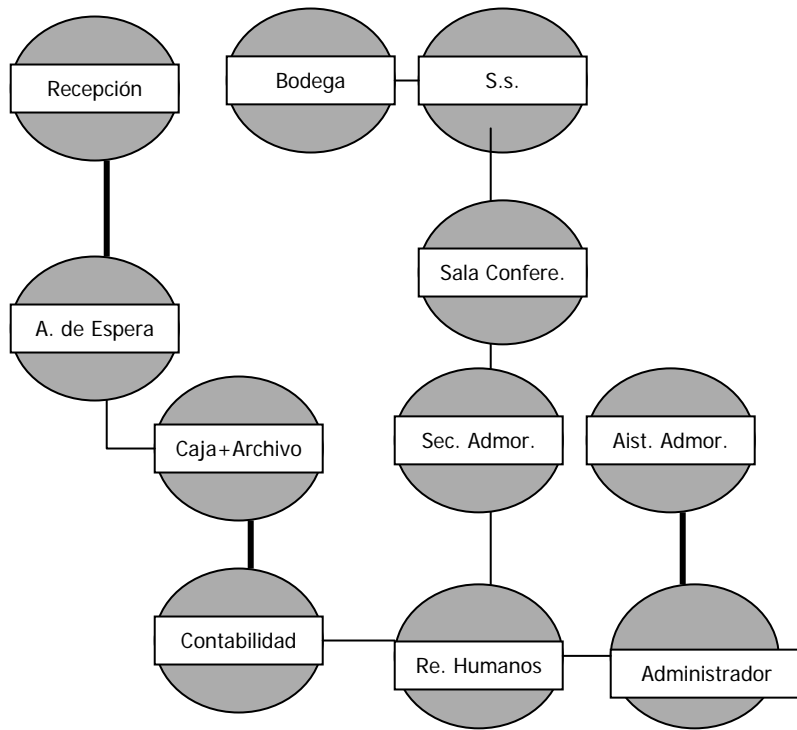 Recepción
Bodega
S.s.
Sala Confere.
A. de Espera
Caja+Archivo
Sec. Admor.
Aist. Admor.
Contabilidad
Re. Humanos
Administrador